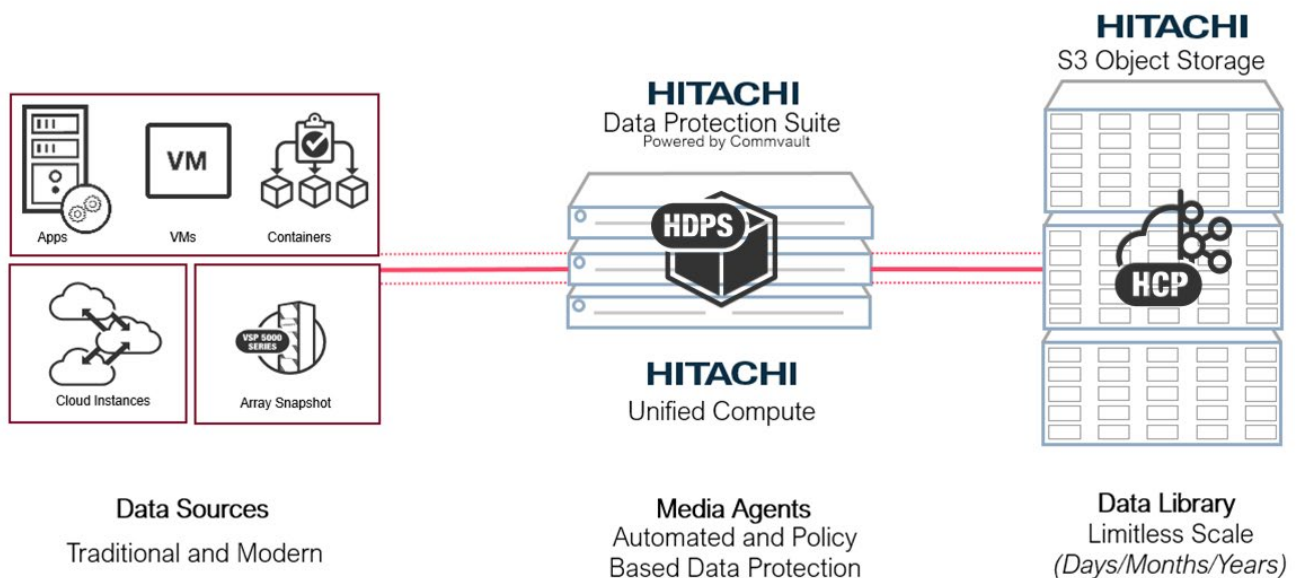 HITACHI
S3 Object Storage
HITACHI
Data Protection Suite
Powered by Commvault
VM
Apps
VMs
Containers
HDPS
HCP
VSP 5000
SERIES
Cloud Instances
Array Snapshot
HITACHI
Unified Compute
Data Sources
Traditional and Modern
Media Agents
Automated and Policy
Based Data Protection
Data Library
Limitless Scale
(Days/Months/Years)